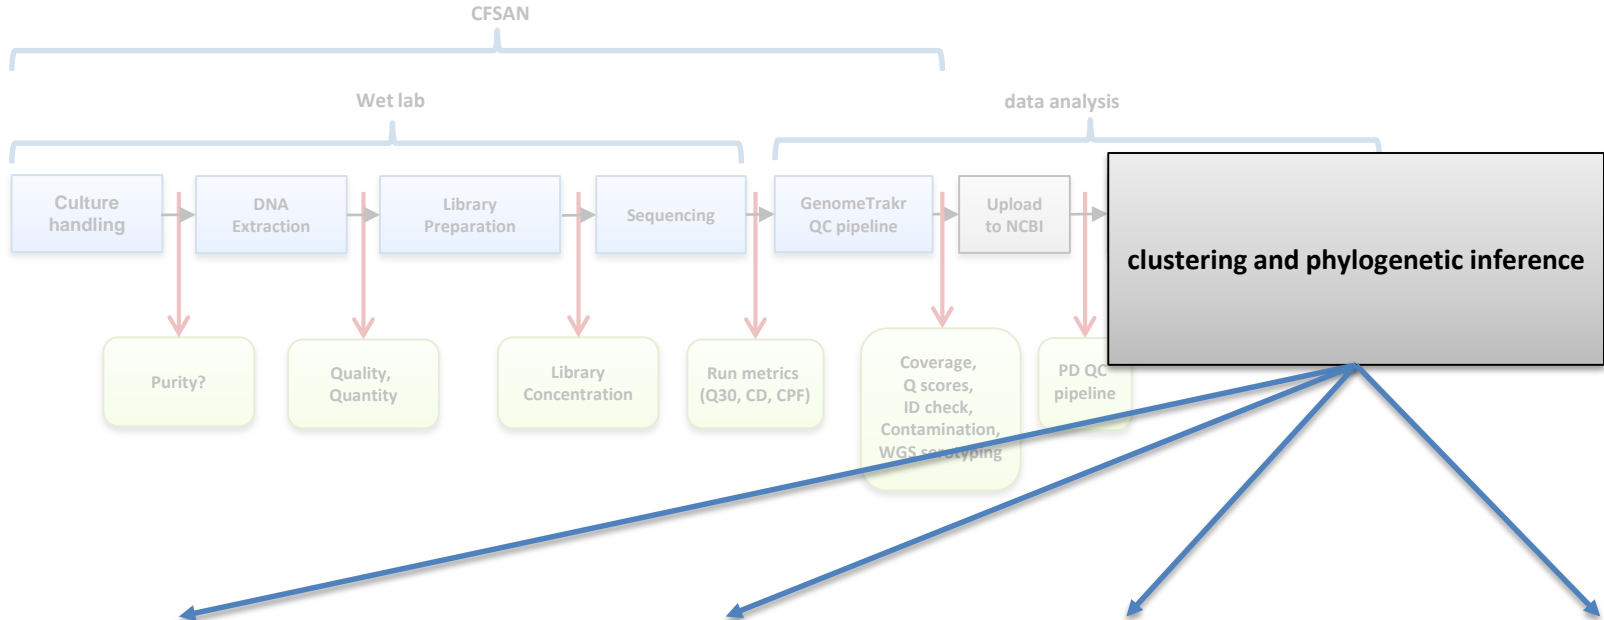 CFSAN
Wet lab
data analysis
Culture
handling
DNA
Extraction
Library
Preparation
Sequencing
GenomeTrakr
QC pipeline
Upload
to NCBI
clustering and phylogenetic inference
Purity?
Quality,
Quantity
Library
Concentration
Run metrics
(Q30, CD, CPF)
Coverage,
Q scores,
ID check,
Contamination,
WGS serotyping
PD QC
pipeline